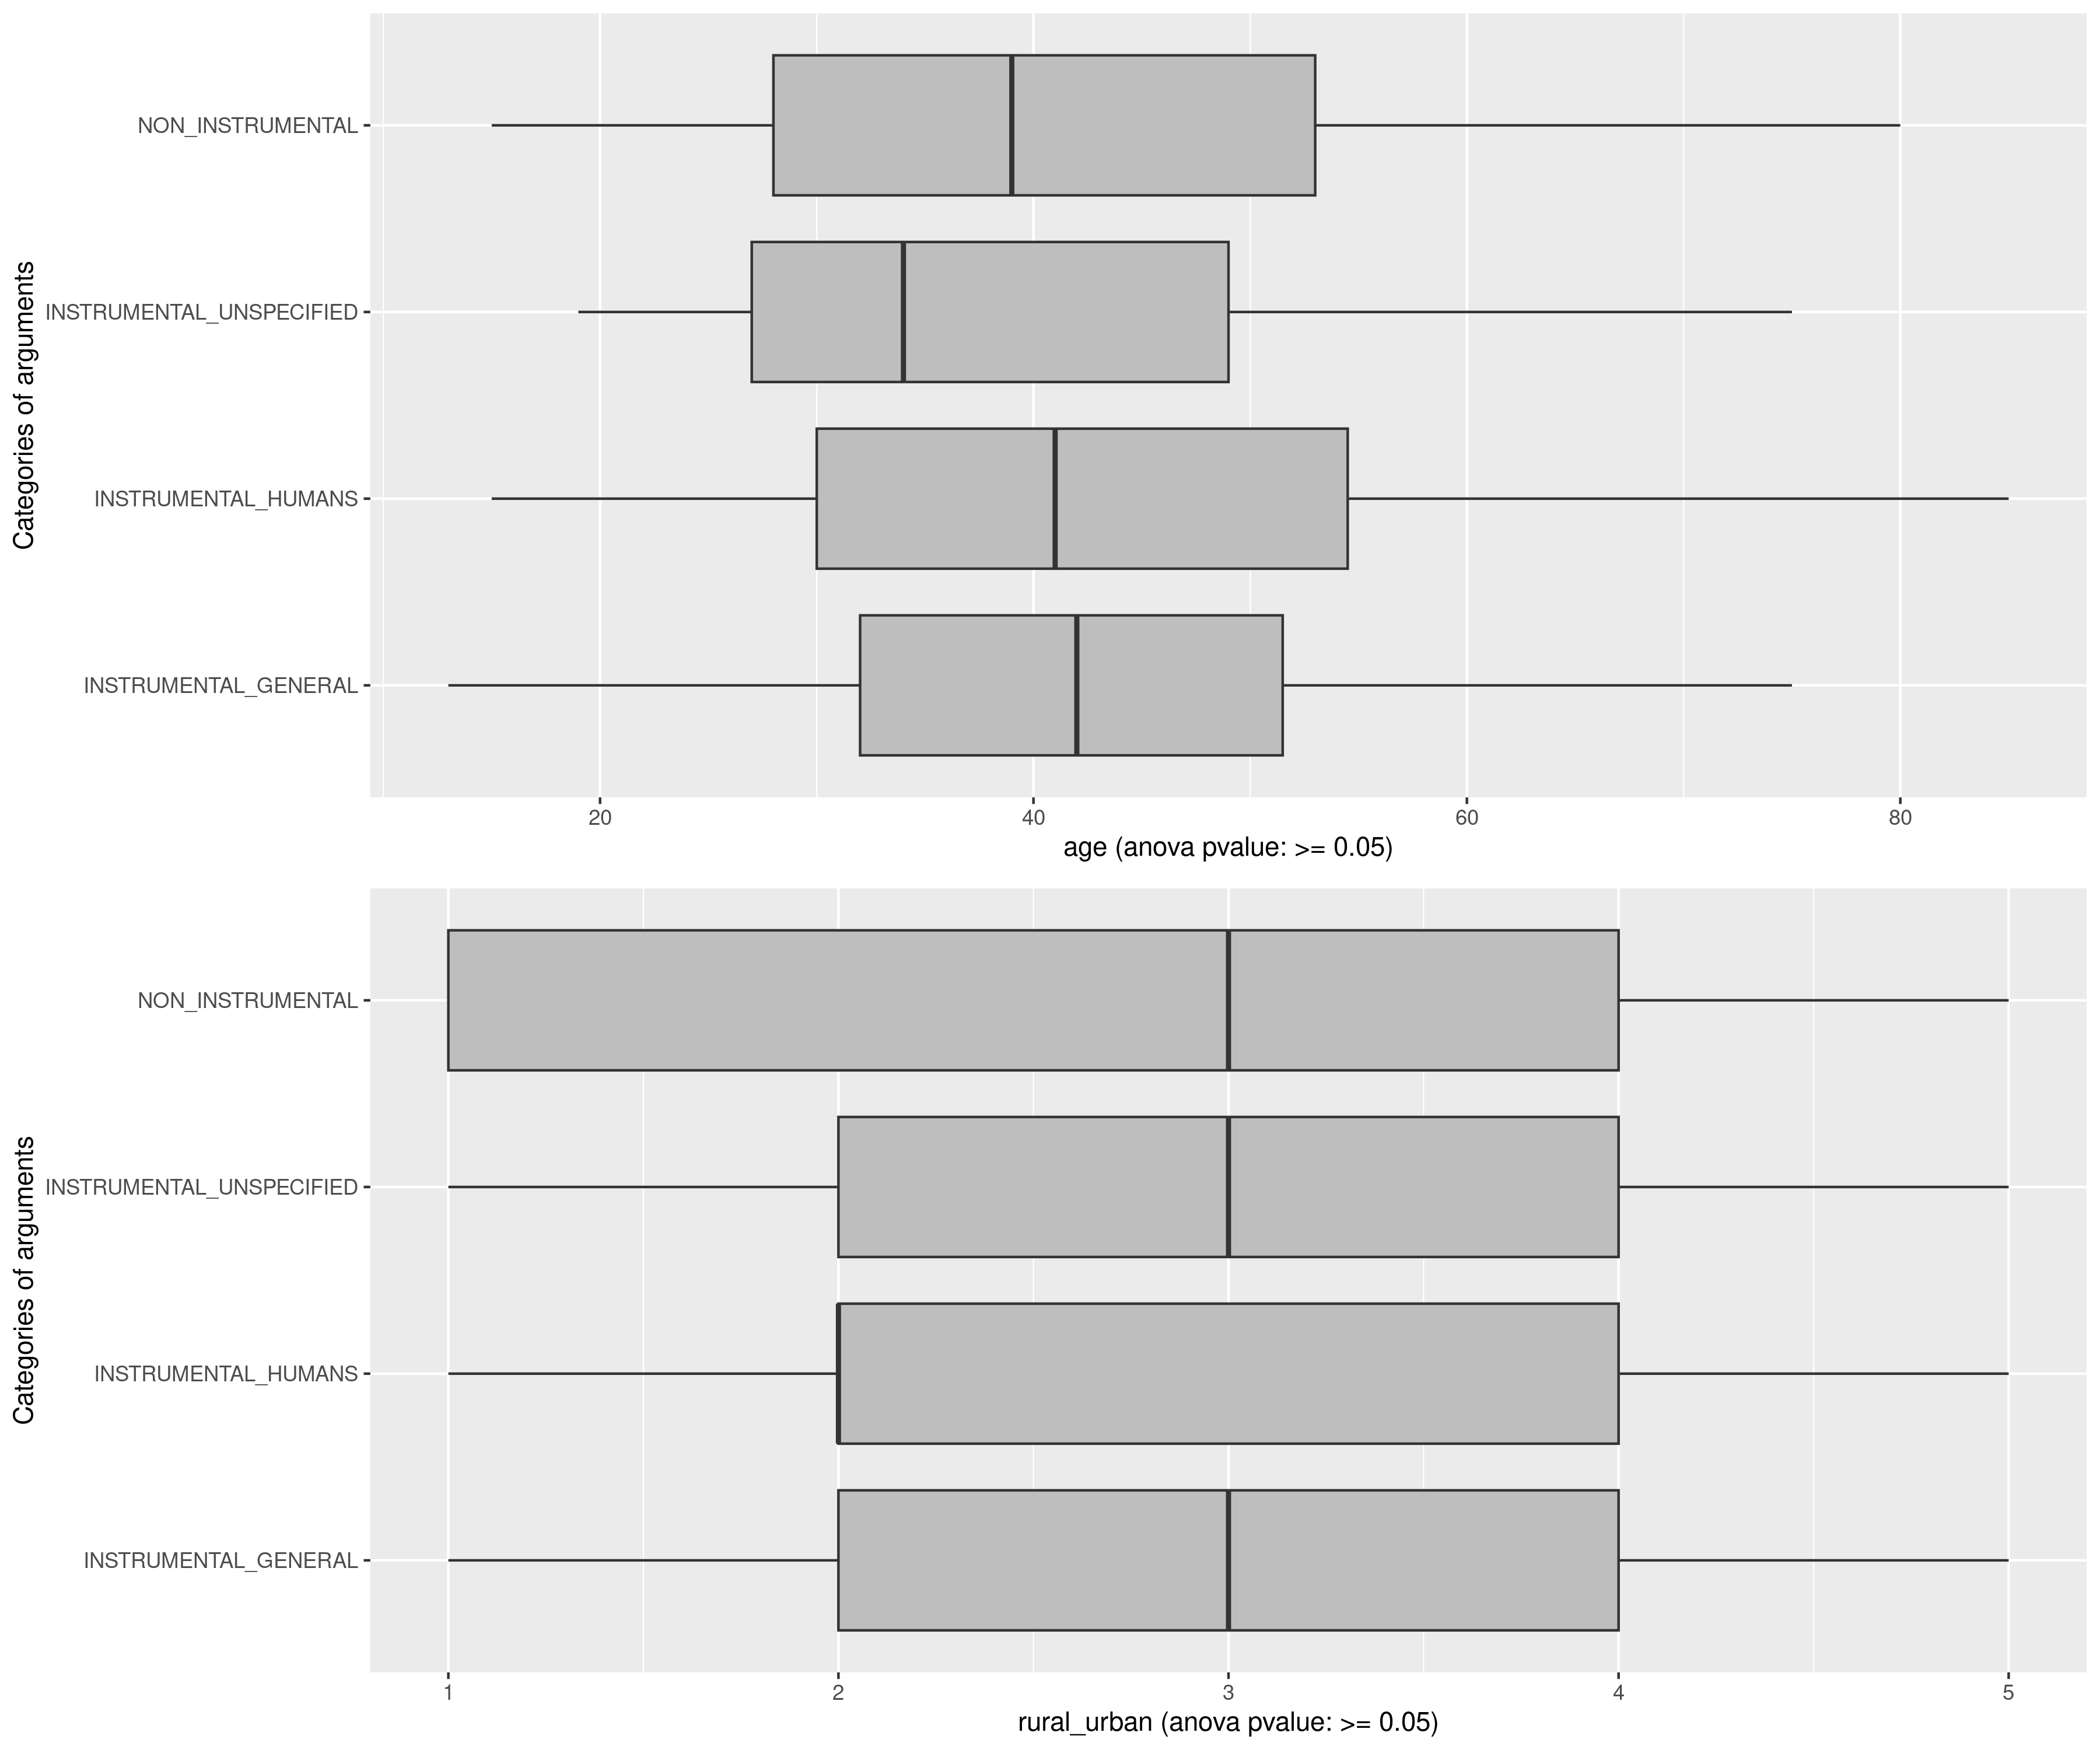 Categories of arguments
NON_INSTRUMENTAL
INSTRUMENTAL_UNSPECIFIED
INSTRUMENTAL_HUMANS
INSTRUMENTAL_GENERAL
20 40 60 80
age (anova pvalue: >= 0.05)
Categories of arguments
NON_INSTRUMENTAL
INSTRUMENTAL_UNSPECIFIED
INSTRUMENTAL_HUMANS
INSTRUMENTAL_GENERAL
1 2 3 4 5
rural_urban (anova pvalue: >= 0.05)